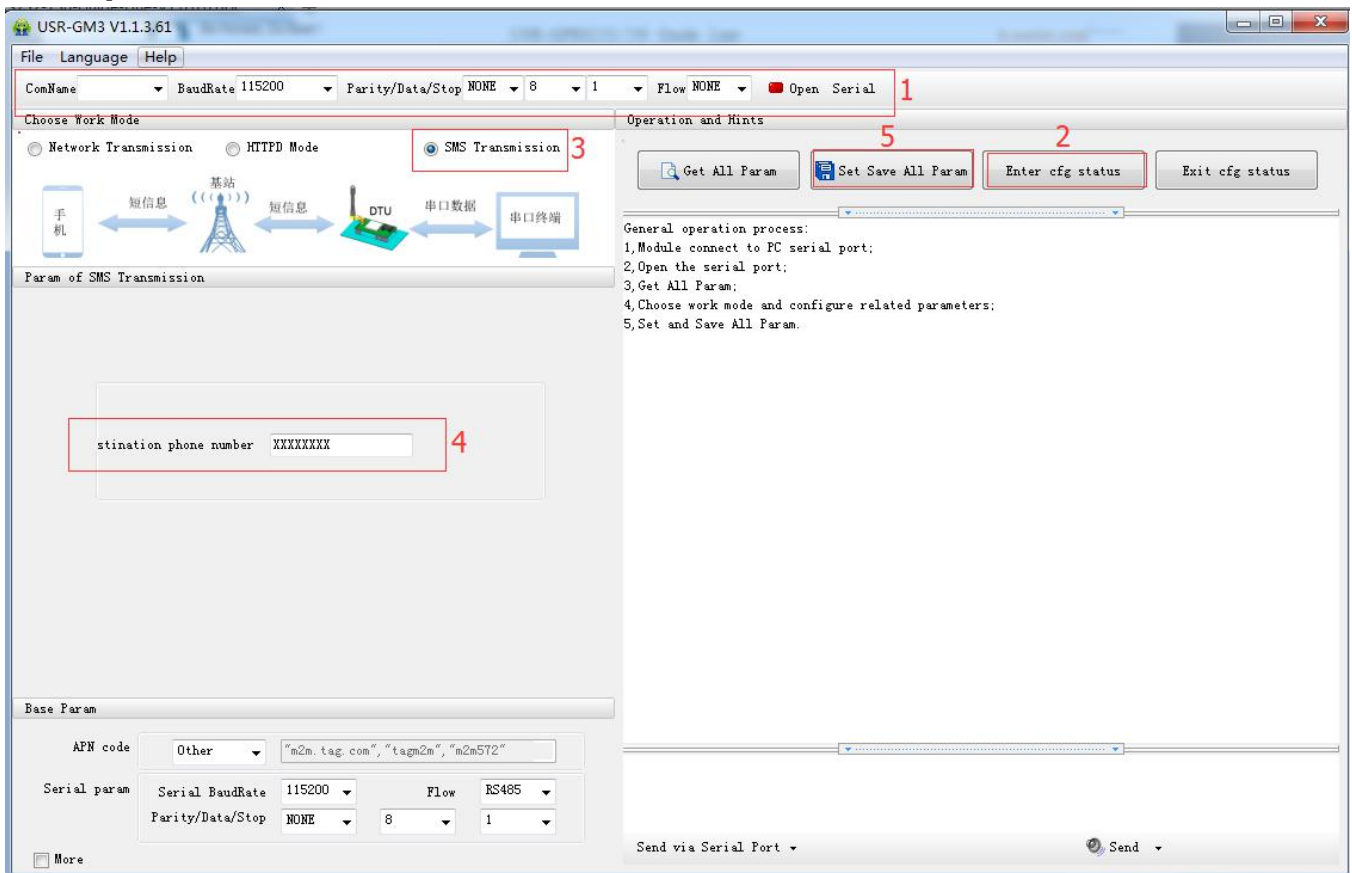 USR-GM3 V1.1.3.61
File Language Help
ComName BaudRate 115200 Parity/Data/Stop NONE 8 1 Flow NONE Open Serial 1
Choose Work Mode
Network Transmission HTTPD Mode SMS Transmission 3
手机 短信息 基站 短信息 DTU 串口数据 串口终端
Param of SMS Transmission
stination phone number XXXXXXXX 4
Base Param
APN code Other "m2m.tag.com","tagm2m","m2m572"
Serial param Serial BaudRate 115200 Flow RS485
Parity/Data/Stop NONE 8 1
More
Operation and Hints
5 2
Get All Param Set Save All Param Enter cfg status Exit cfg status
General operation process:
1,Module connect to PC serial port;
2,Open the serial port;
3,Get All Param;
4,Choose work mode and configure related parameters;
5,Set and Save All Param.
Send via Serial Port Send